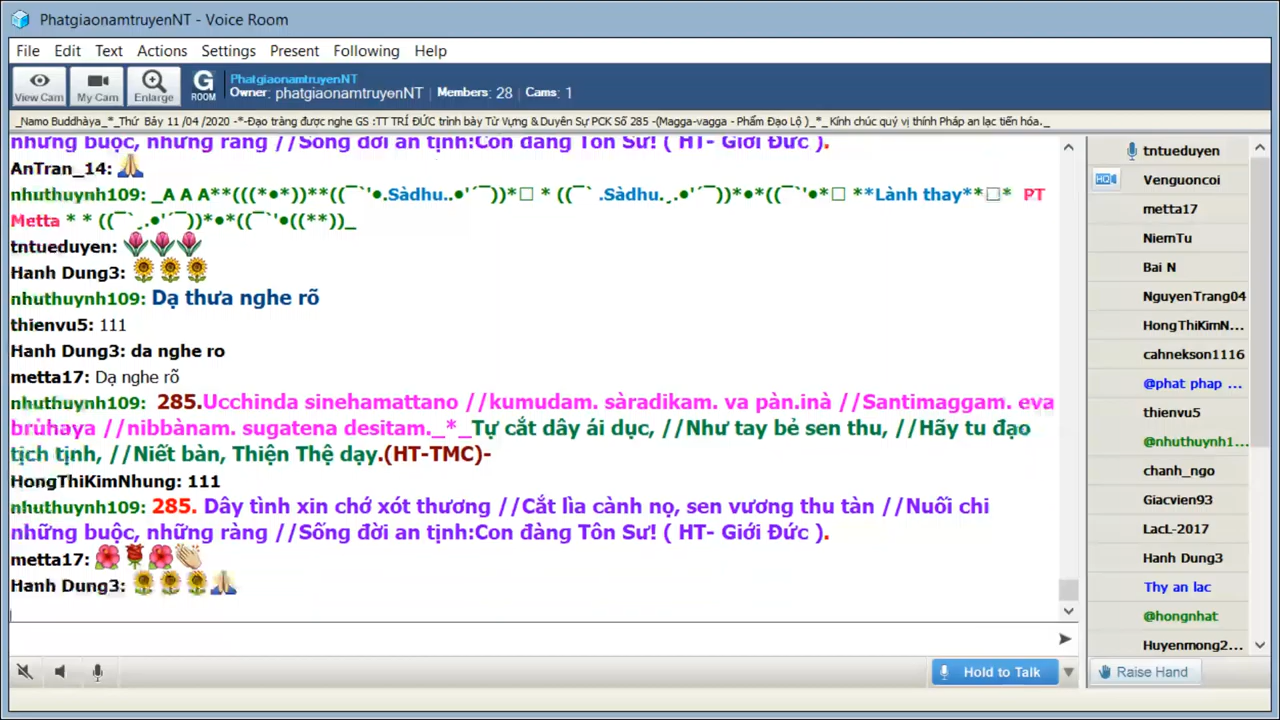 PhatgiaonamtruyenNT - Voice Room
File Edit Text Actions Settings Present Following Help
View Cam My Cam Enlarge G ROOM PhatgiaonamtruyenNT
Owner: phatgiaonamtruyenNT Members: 28 Cams: 1
_Namo Buddhàya_*_Thứ Bảy 11 /04 /2020 -*-Đạo tràng được nghe GS :TT TRÍ ĐỨC trình bày Từ Vựng & Duyên Sự PCK Số 285 -(Magga-vagga - Phẩm Đạo Lộ )_*_ Kính chúc quý vị thính Pháp an lạc tiến hóa._
những buộc, những ràng //Sống đời an tịnh:Con đàng Tôn Sư! ( HT- Giới Đức ).
AnTran_14:
nhuthuynh109: _A A A**(((*•*))**((¯`'•.Sàdhu..•'´¯))*□ * ((¯` .Sàdhu.¸.•'´¯))*•*((¯`'•*□ **Lành thay**□* PT
Metta * * ((¯`¸.•'´¯))*•*((¯`'•((**))_
tntueduyen:
Hanh Dung3:
nhuthuynh109: Dạ thưa nghe rõ
thienvu5: 111
Hanh Dung3: da nghe ro
metta17: Dạ nghe rõ
nhuthuynh109: 285.Ucchinda sinehamattano //kumudam. sàradikam. va pàn.inà //Santimaggam. eva
brùhaya //nibbànam. sugatena desitam._*_Tự cắt dây ái dục, //Như tay bẻ sen thu, //Hãy tu đạo
tịch tịnh, //Niết bàn, Thiện Thệ dạy.(HT-TMC)-
HongThiKimNhung: 111
nhuthuynh109: 285. Dây tình xin chớ xót thương //Cắt lìa cành nọ, sen vương thu tàn //Nuối chi
những buộc, những ràng //Sống đời an tịnh:Con đàng Tôn Sư! ( HT- Giới Đức ).
metta17:
Hanh Dung3:
tntueduyen
Venguoncoi
metta17
NiemTu
Bai N
NguyenTrang04
HongThiKimN...
cahnekson1116
@phat phap ...
thienvu5
@nhuthuynh1...
chanh_ngo
Giacvien93
LacL-2017
Hanh Dung3
Thy an lac
@hongnhat
Huyenmong2...
Hold to Talk
Raise Hand